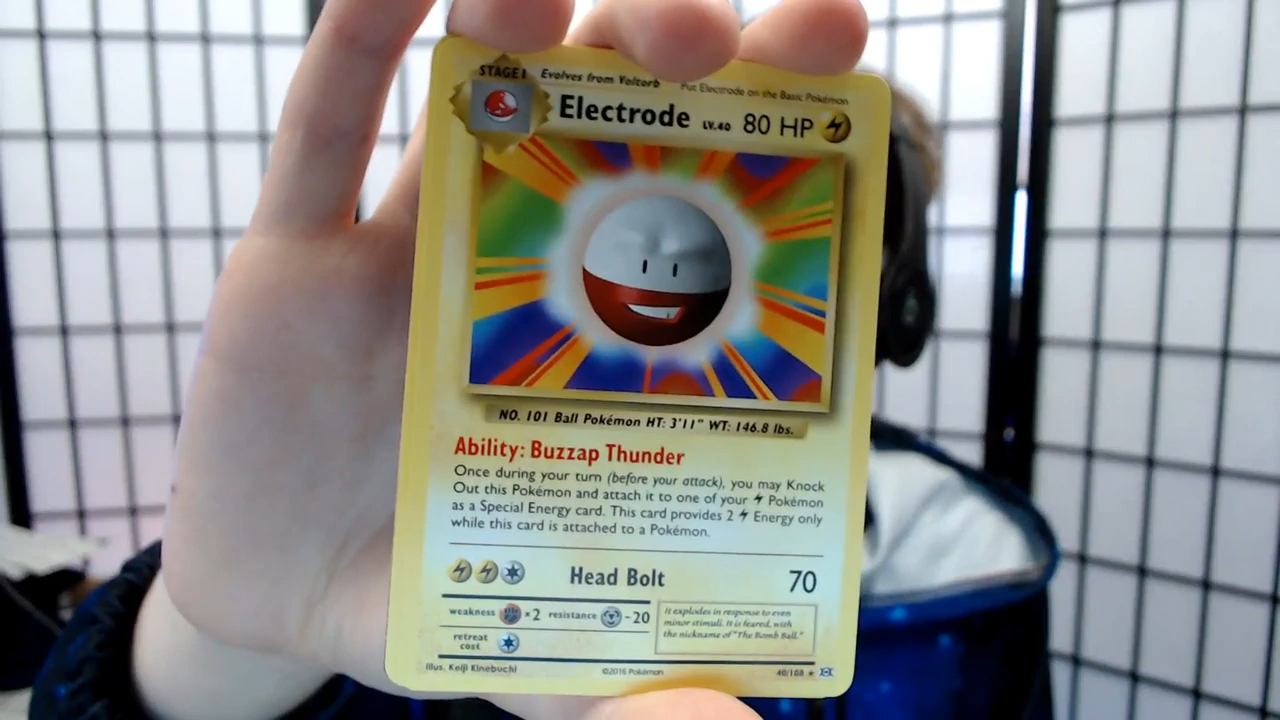 STAGE 1 Evolves from Voltorb Put Electrode on the Basic Pokémon
Electrode LV.40 80 HP
NO. 101 Ball Pokémon HT: 3'11" WT: 146.8 lbs.
Ability: Buzzap Thunder
Once during your turn (before your attack), you may Knock
Out this Pokémon and attach it to one of your Pokémon
as a Special Energy card. This card provides 2 Energy only
while this card is attached to a Pokémon.
Head Bolt 70
weakness ×2 resistance -20
retreat
cost
It explodes in response to even
minor stimuli. It is feared, with
the nickname of "The Bomb Ball."
Illus. Keiji Kinebuchi ©2016 Pokémon 40/108 ★